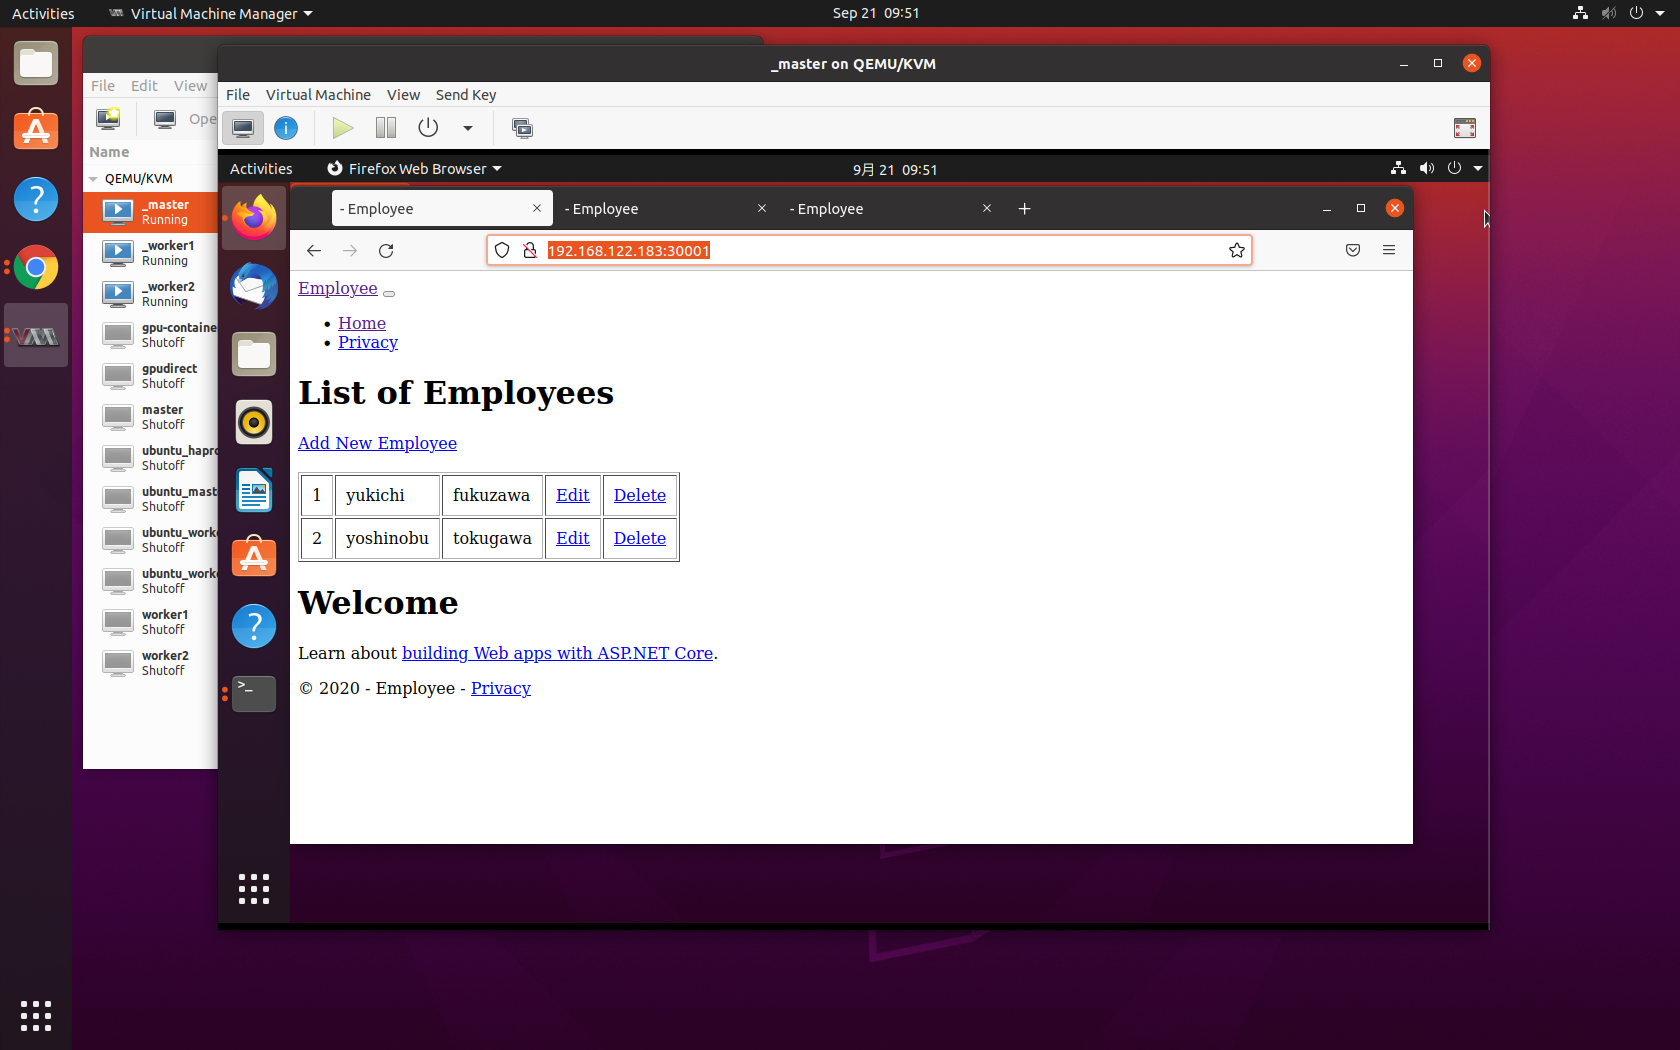 Activities
Virtual Machine Manager
Sep 21 09:51
_master on QEMU/KVM
File Edit View
Ope
Name
QEMU/KVM
_master
Running
_worker1
Running
_worker2
Running
gpu-containe
Shutoff
gpudirect
Shutoff
master
Shutoff
ubuntu_hapro
Shutoff
ubuntu_mast
Shutoff
ubuntu_worke
Shutoff
ubuntu_worke
Shutoff
worker1
Shutoff
worker2
Shutoff
File Virtual Machine View Send Key
Activities
Firefox Web Browser
9月 21 09:51
- Employee
- Employee
- Employee
192.168.122.183:30001
Employee
Home
Privacy
List of Employees
Add New Employee
1 yukichi fukuzawa Edit Delete
2 yoshinobu tokugawa Edit Delete
Welcome
Learn about building Web apps with ASP.NET Core.
© 2020 - Employee - Privacy